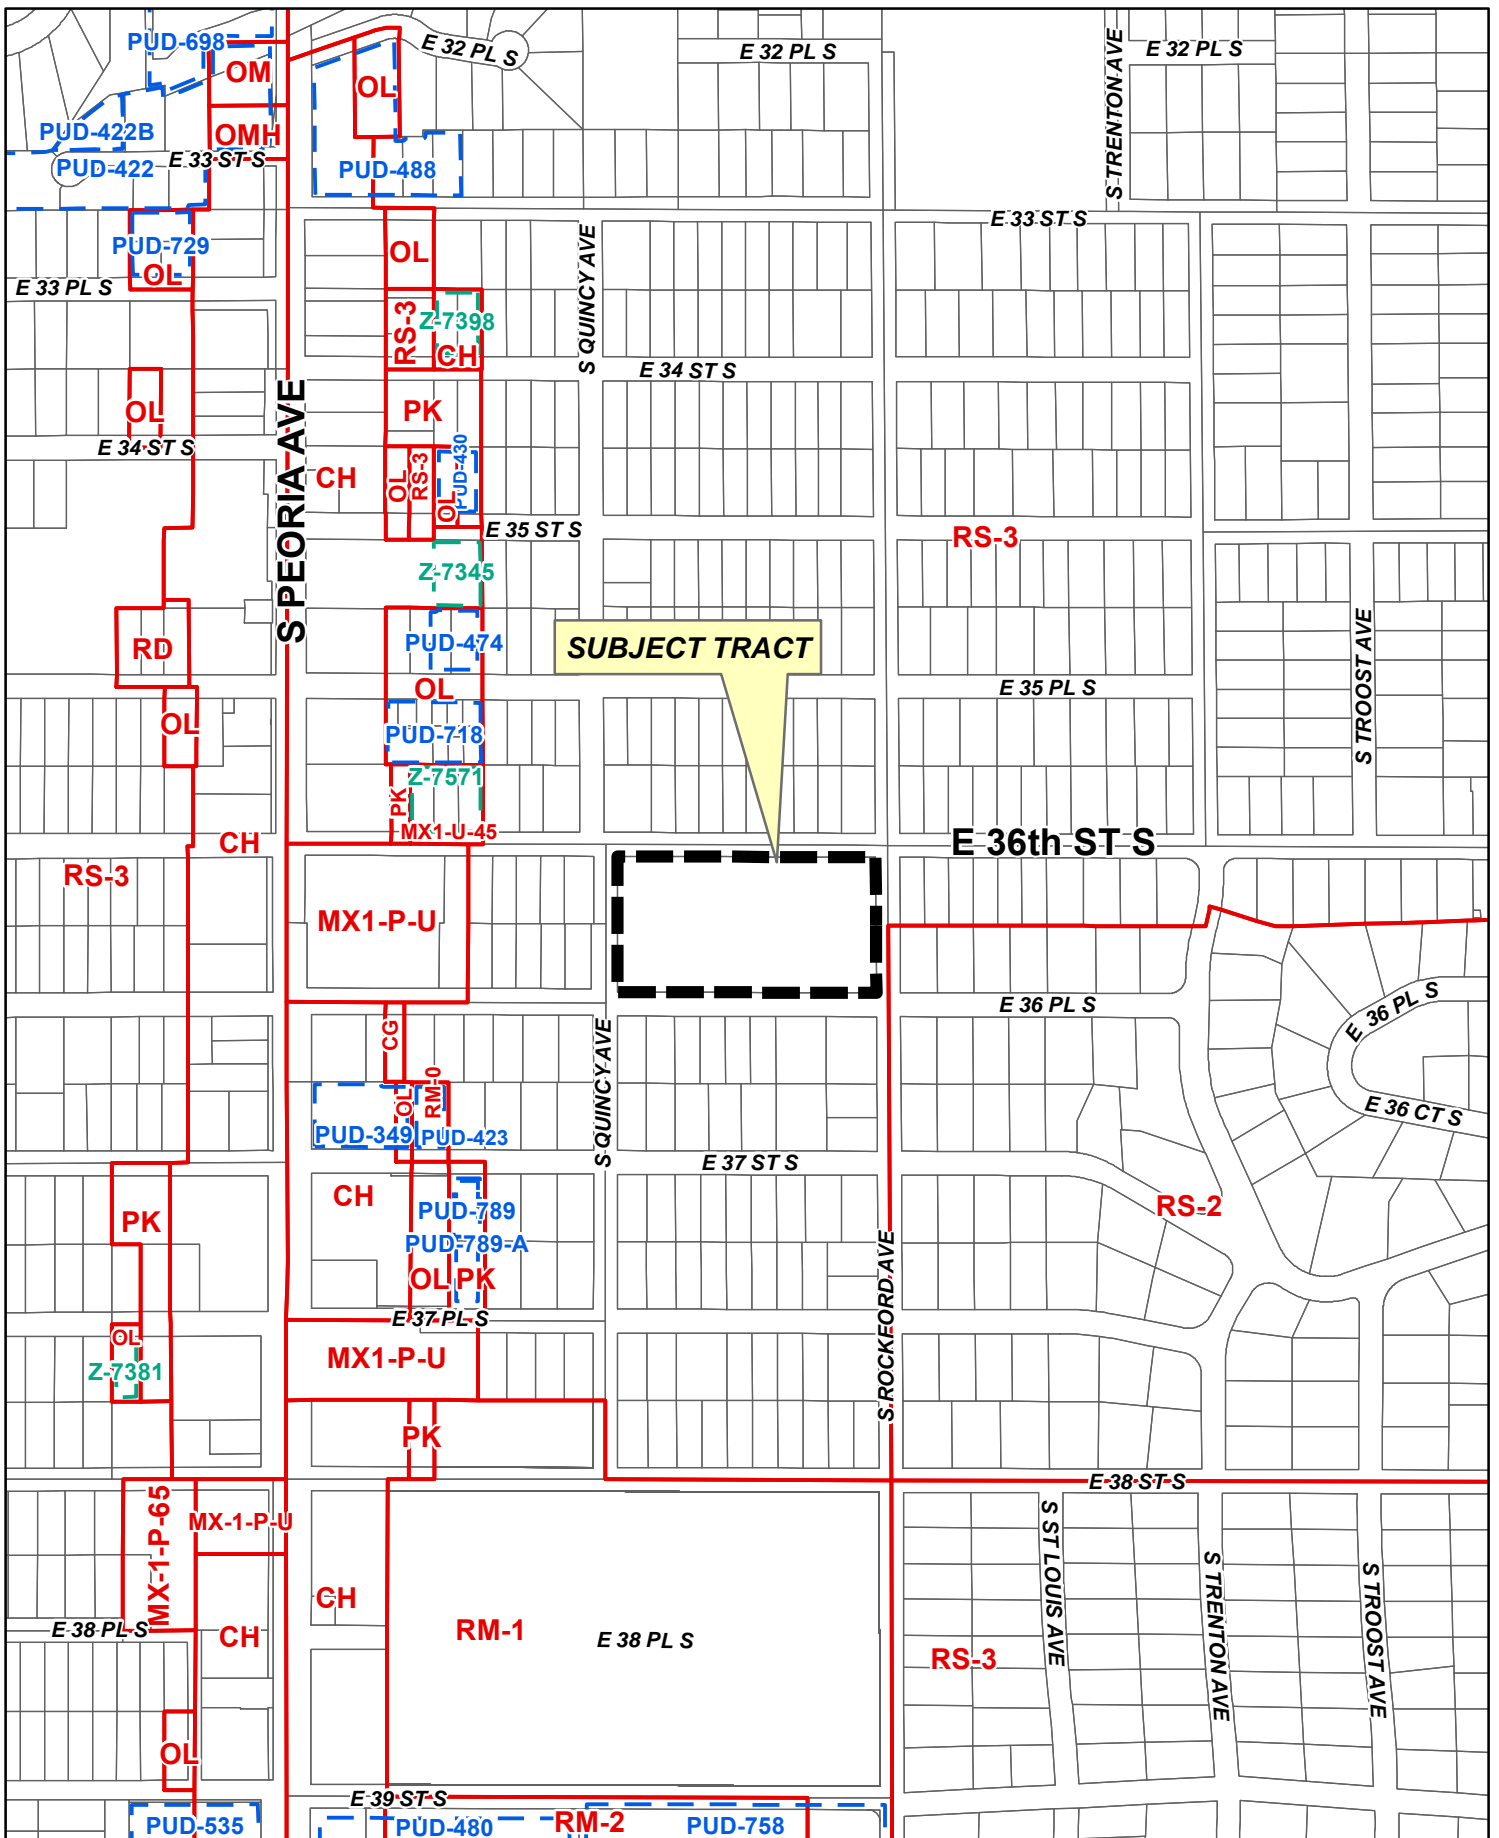 PUD-698
E 32 PL S
E 32 PL S
E 32 PL S
S TRENTON AVE
OM
OL
PUD-422B
OMH
E 33 ST S
PUD-422
PUD-488
E 33 ST S
PUD-729
OL
OL
S QUINCY AVE
E 33 PL S
RS-3
Z-7398
CH
E 34 ST S
S PEORIA AVE
OL
PK
E 34 ST S
CH
OL
RS-3
OL
PUD-430
E 35 ST S
RS-3
Z-7345
RD
PUD-474
SUBJECT TRACT
S TROOST AVE
OL
E 35 PL S
OL
PUD-718
Z-7571
PK
MX1-U-45
CH
E 36th ST S
RS-3
MX1-P-U
E 36 PL S
E 36 PL S
CG
S QUINCY AVE
RM-0
OL
E 36 CT S
PUD-349
PUD-423
E 37 ST S
CH
RS-2
PK
PUD-789
PUD-789-A
OL
PK
S ROCKFORD AVE
E 37 PL S
OL
MX1-P-U
Z-7381
PK
E 38 ST S
MX-1-P-65
MX-1-P-U
S ST LOUIS AVE
S TRENTON AVE
S TROOST AVE
CH
RM-1
E 38 PL S
E 38 PL S
CH
RS-3
OL
E 39 ST S
PUD-535
PUD-480
RM-2
PUD-758